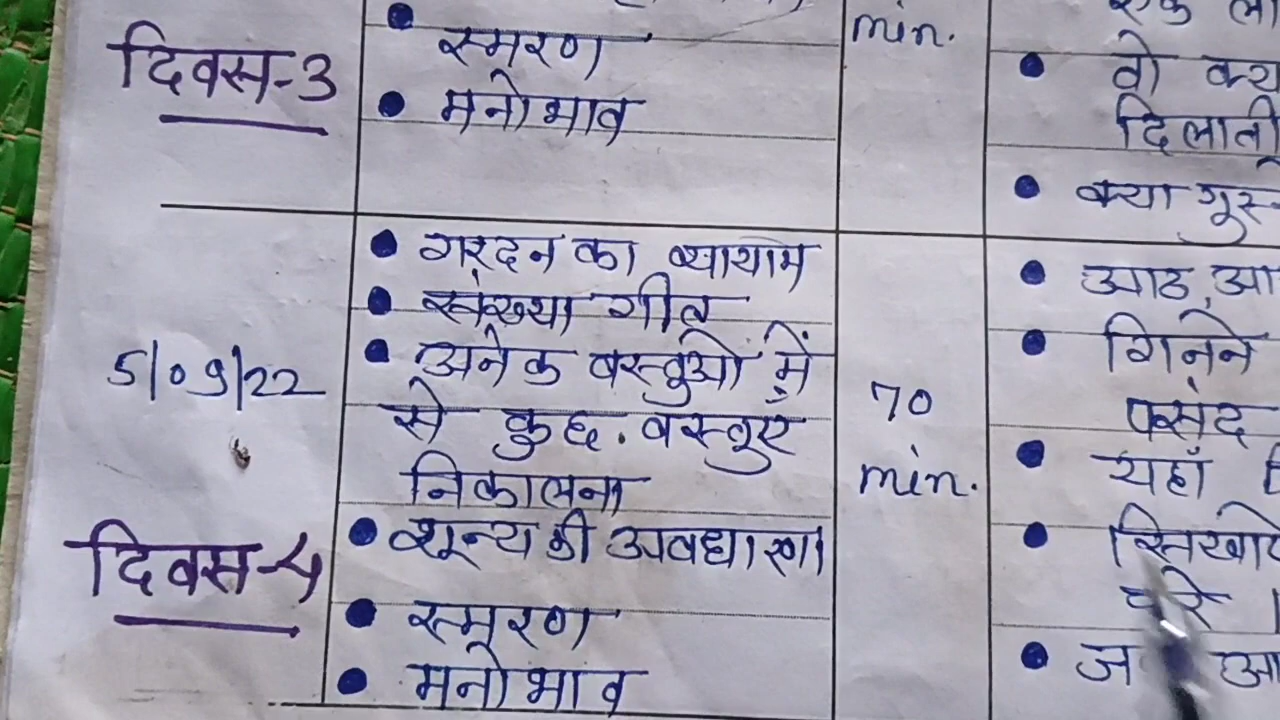 दिवस-3
स्मरण
मनोभाव
min.
वो
दिलाती
क्या
5/09/22
दिवस-4
गरदन का व्यायाम
संख्या गीत
अनेक वस्तुओं में
से कुछ वस्तुए
निकालना
शून्य की अवधारणा
स्मरण
मनोभाव
70
min.
आठ, आ
गिनने
पसंद
यहाँ
करे।